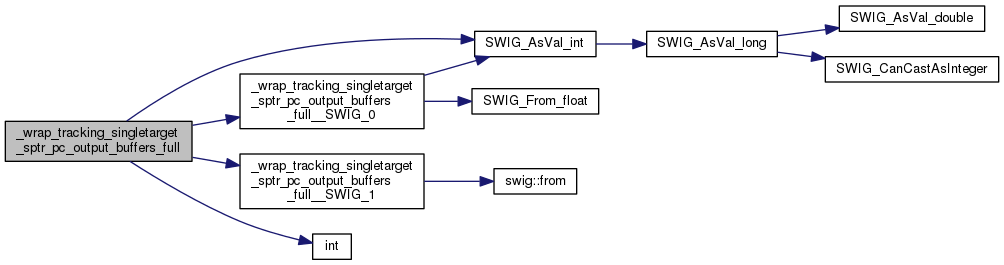 _wrap_tracking_singletarget
_sptr_pc_output_buffers_full
_wrap_tracking_singletarget
_sptr_pc_output_buffers
_full__SWIG_0
_wrap_tracking_singletarget
_sptr_pc_output_buffers
_full__SWIG_1
int
SWIG_AsVal_int
SWIG_From_float
swig::from
SWIG_AsVal_long
SWIG_AsVal_double
SWIG_CanCastAsInteger